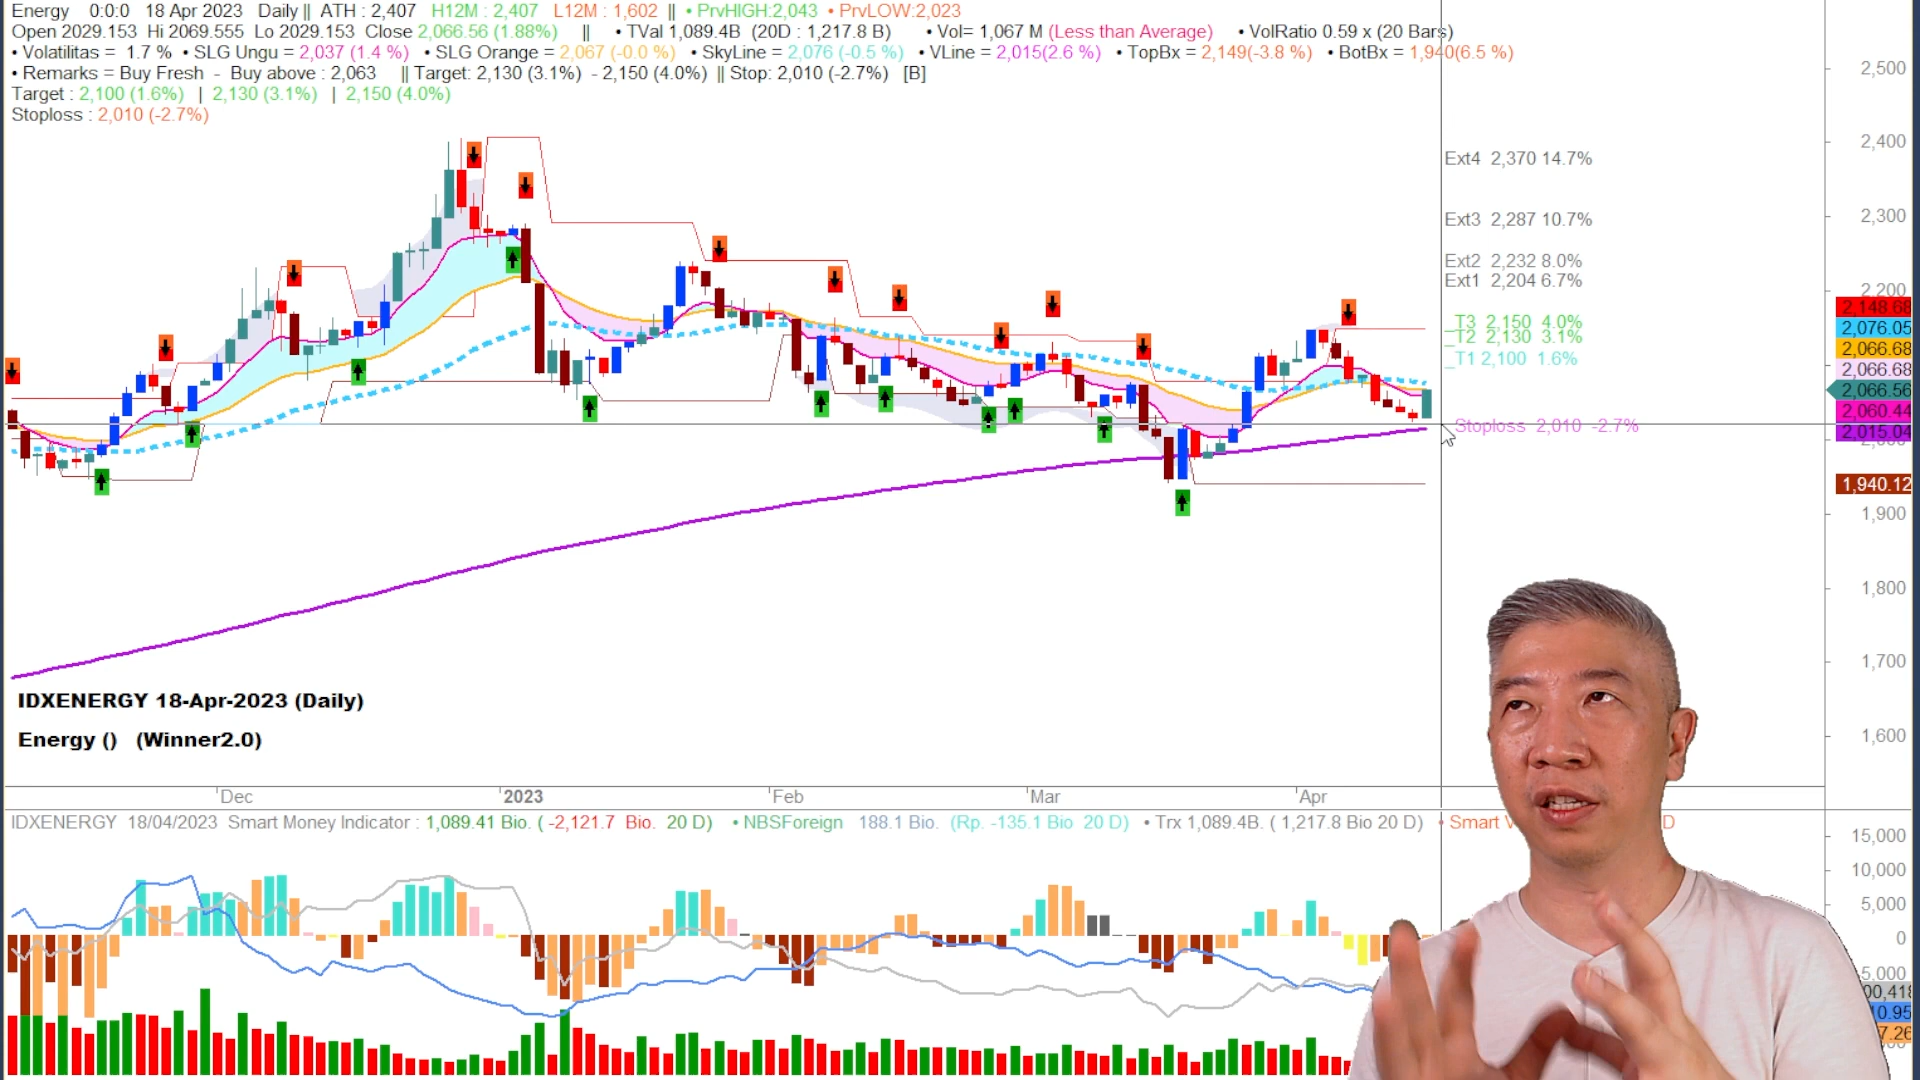 Energy 0:0:0 18 Apr 2023 Daily || ATH : 2,407 H12M : 2,407 L12M : 1,602 || • PrvHIGH:2,043 • PrvLOW:2,023
Open 2029.153 Hi 2069.555 Lo 2029.153 Close 2,066.56 (1.88%) || • TVal 1,089.4B (20D : 1,217.8 B) • Vol= 1,067 M (Less than Average) • VolRatio 0.59 x (20 Bars)
• Volatilitas = 1.7 % • SLG Ungu = 2,037 (1.4 %) • SLG Orange = 2,067 (-0.0 %) • SkyLine = 2,076 (-0.5 %) • VLine = 2,015(2.6 %) • TopBx = 2,149(-3.8 %) • BotBx = 1,940(6.5 %)
• Remarks = Buy Fresh - Buy above : 2,063 || Target: 2,130 (3.1%) - 2,150 (4.0%) || Stop: 2,010 (-2.7%) [B]
Target : 2,100 (1.6%) | 2,130 (3.1%) | 2,150 (4.0%)
Stoploss : 2,010 (-2.7%)
2,500
2,400
Ext4 2,370 14.7%
Ext3 2,287 10.7%
2,300
Ext2 2,232 8.0%
Ext1 2,204 6.7%
2,200
2,148.68
_T3 2,150 4.0%
2,076.05
_T2 2,130 3.1%
2,066.68
_T1 2,100 1.6%
2,066.68
2,066.56
2,060.44
Stoploss 2,010 -2.7%
2,015.04
1,940.12
1,900
1,800
1,700
1,600
IDXENERGY 18-Apr-2023 (Daily)
Energy () (Winner2.0)
Dec 2023 Feb Mar Apr
IDXENERGY 18/04/2023 Smart Money Indicator : 1,089.41 Bio. ( -2,121.7 Bio. 20 D) • NBSForeign 188.1 Bio. (Rp. -135.1 Bio 20 D) • Trx 1,089.4B. ( 1,217.8 Bio 20 D) • Smart D
15,000
10,000
5,000
0